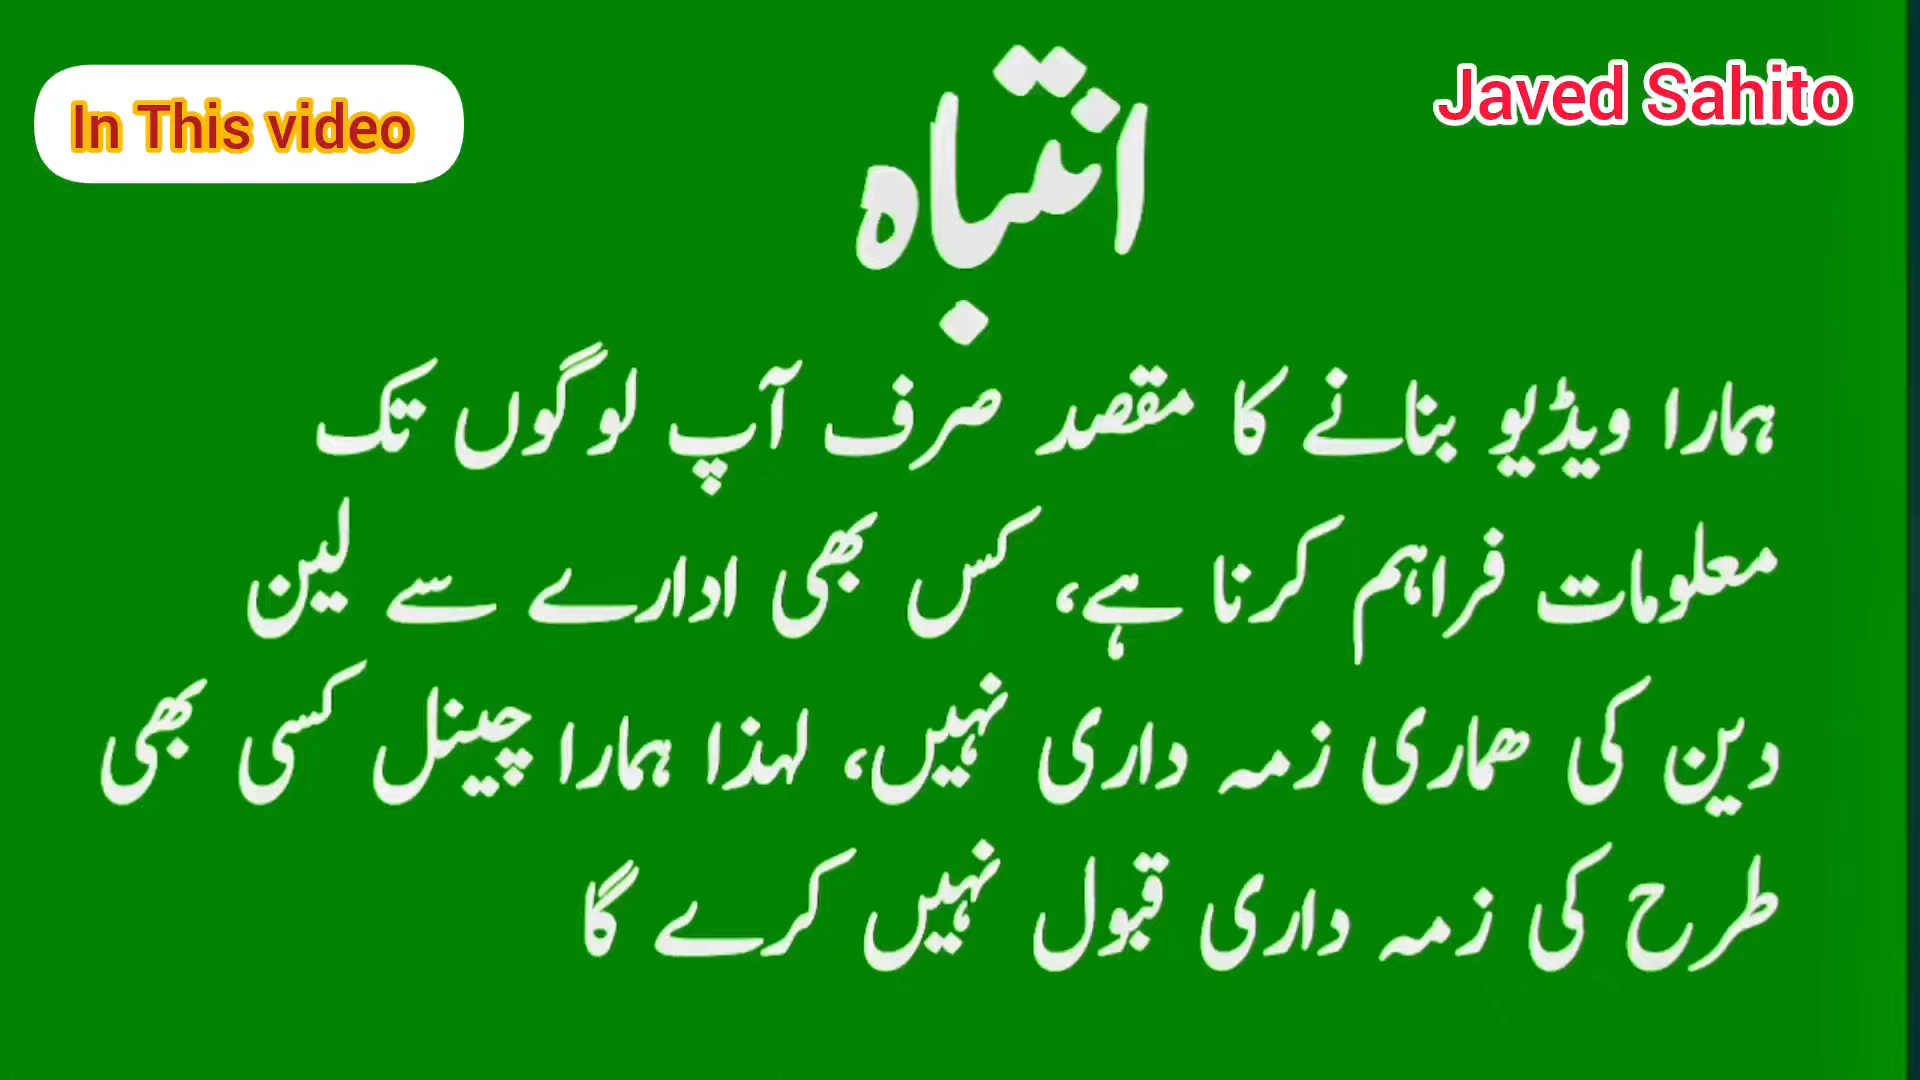 In This video
Javed Sahito
انتباہ
ہمارا ویڈیو بنانے کا مقصد صرف آپ لوگوں تک
معلومات فراہم کرنا ہے، کس بھی ادارے سے لین
دین کی ھماری زمہ داری نہیں، لہذا ہمارا چینل کسی بھی
طرح کی زمہ داری قبول نہیں کرے گا